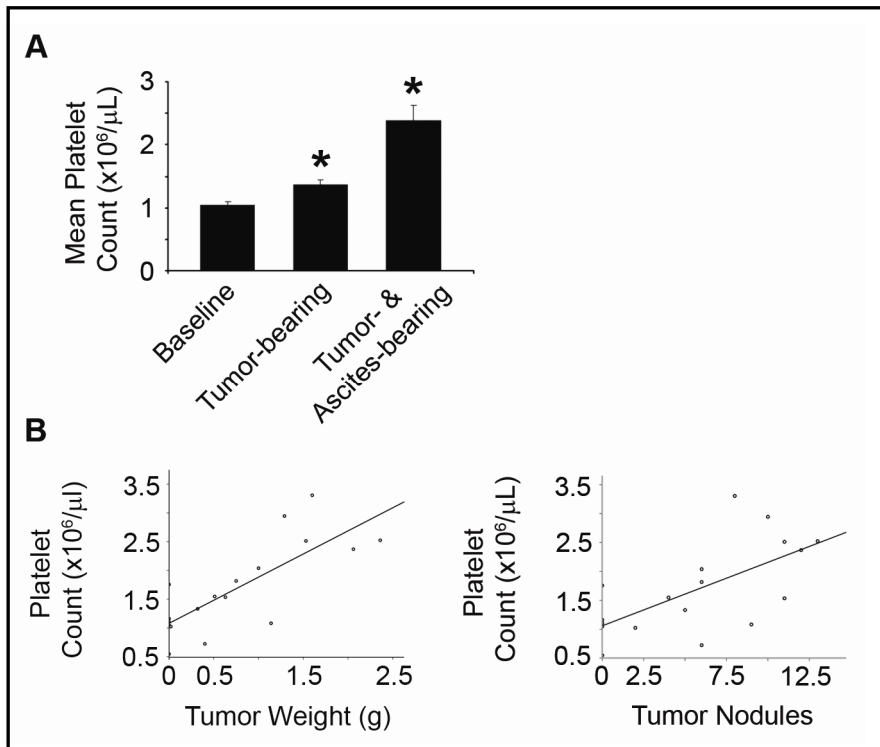 A
Mean Platelet
Count (x10⁶/μL)
3
2
1
0
*
*
Baseline
Tumor-bearing
Tumor- &
Ascites-bearing
B
Platelet
Count (x10⁶/μl)
3.5
2.5
1.5
0.5
0 0.5 1.5 2.5
Tumor Weight (g)
Platelet
Count (x10⁶/μL)
3.5
2.5
1.5
0.5
0 2.5 7.5 12.5
Tumor Nodules